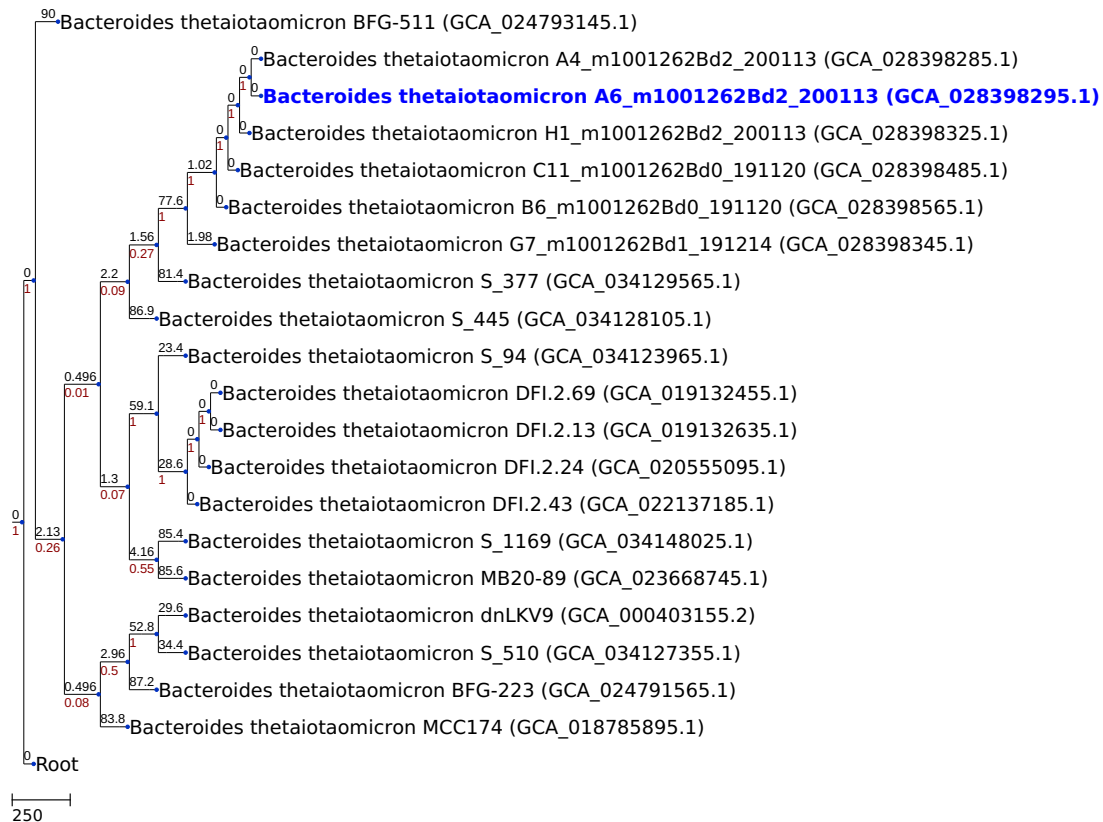 90 Bacteroides thetaiotaomicron BFG-511 (GCA_024793145.1)
0 Bacteroides thetaiotaomicron A4_m1001262Bd2_200113 (GCA_028398285.1)
0
1
0 Bacteroides thetaiotaomicron A6_m1001262Bd2_200113 (GCA_028398295.1)
0
1
0 Bacteroides thetaiotaomicron H1_m1001262Bd2_200113 (GCA_028398325.1)
0
1
1.02
1
0 Bacteroides thetaiotaomicron C11_m1001262Bd0_191120 (GCA_028398485.1)
77.6
1
0 Bacteroides thetaiotaomicron B6_m1001262Bd0_191120 (GCA_028398565.1)
1.56
0.27
1.98 Bacteroides thetaiotaomicron G7_m1001262Bd1_191214 (GCA_028398345.1)
0
1
2.2
0.09
81.4 Bacteroides thetaiotaomicron S_377 (GCA_034129565.1)
86.9 Bacteroides thetaiotaomicron S_445 (GCA_034128105.1)
23.4 Bacteroides thetaiotaomicron S_94 (GCA_034123965.1)
0.496
0.01
0 Bacteroides thetaiotaomicron DFI.2.69 (GCA_019132455.1)
59.1
1
0
1
0 Bacteroides thetaiotaomicron DFI.2.13 (GCA_019132635.1)
0
1
28.6
1
0 Bacteroides thetaiotaomicron DFI.2.24 (GCA_020555095.1)
1.3
0.07
0 Bacteroides thetaiotaomicron DFI.2.43 (GCA_022137185.1)
0
1
2.13
0.26
85.4 Bacteroides thetaiotaomicron S_1169 (GCA_034148025.1)
4.16
0.55
85.6 Bacteroides thetaiotaomicron MB20-89 (GCA_023668745.1)
29.6 Bacteroides thetaiotaomicron dnLKV9 (GCA_000403155.2)
52.8
1
34.4 Bacteroides thetaiotaomicron S_510 (GCA_034127355.1)
2.96
0.5
87.2 Bacteroides thetaiotaomicron BFG-223 (GCA_024791565.1)
0.496
0.08
83.8 Bacteroides thetaiotaomicron MCC174 (GCA_018785895.1)
0 Root
250